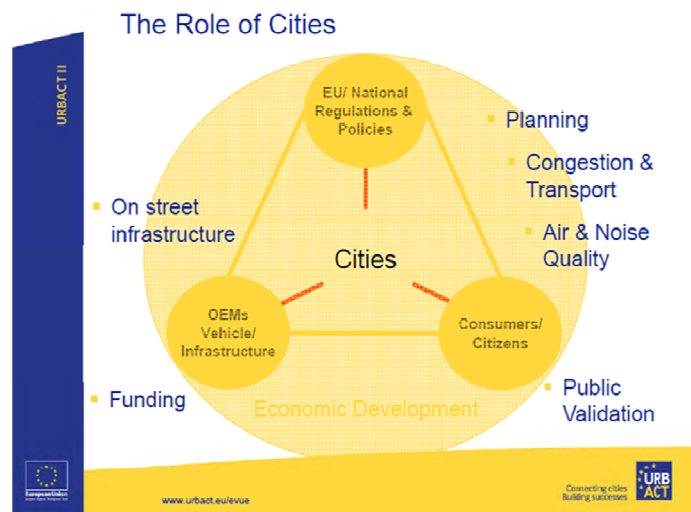 The Role of Cities
URBACT II
EU/ National
Regulations &
Policies
▪ Planning
▪ Congestion &
Transport
▪ Air & Noise
Quality
▪ On street
infrastructure
Cities
OEMs
Vehicle/
Infrastructure
Consumers/
Citizens
▪ Funding
Economic Development
▪ Public
Validation
EuropeanUnion
www.urbact.eu/evue
Connecting cities
Building successes
URB
ACT